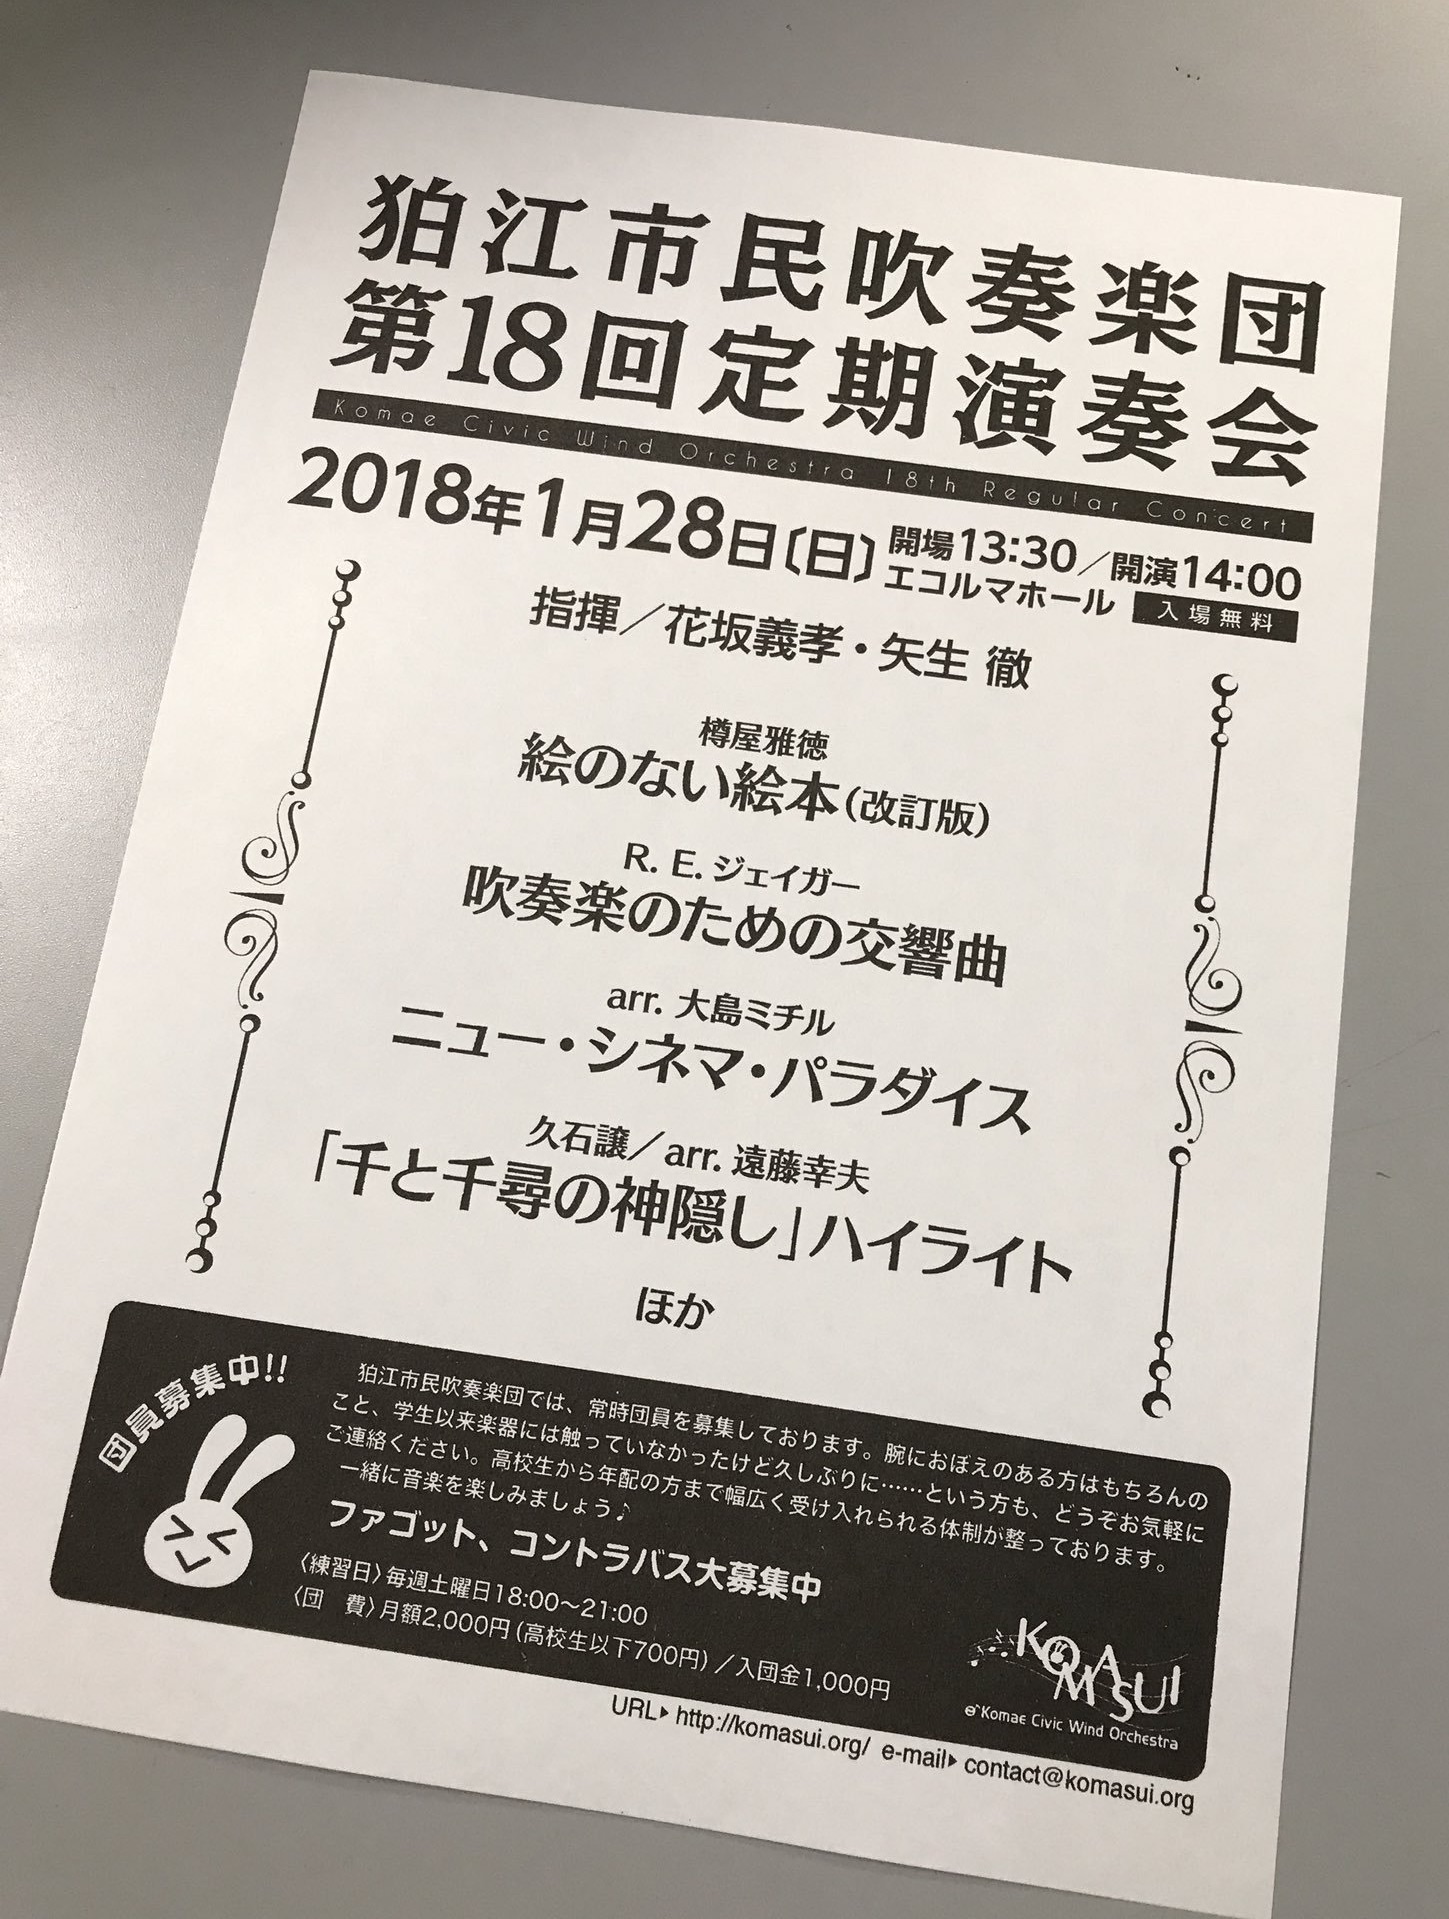 狛江市民吹奏楽団
第18回定期演奏会
Komae Civic Wind Orchestra 18th Regular Concert
2018年1月28日〔日〕 開場13:30／開演14:00
エコルマホール 入場無料
指揮／花坂義孝・矢生 徹
樽屋雅徳
絵のない絵本（改訂版）
R. E. ジェイガー
吹奏楽のための交響曲
arr. 大島ミチル
ニュー・シネマ・パラダイス
久石譲／arr. 遠藤幸夫
「千と千尋の神隠し」ハイライト
ほか
団員募集中!!
狛江市民吹奏楽団では、常時団員を募集しております。腕におぼえのある方はもちろんの
こと、学生以来楽器には触っていなかったけど久しぶりに……という方も、どうぞお気軽に
ご連絡ください。高校生から年配の方まで幅広く受け入れられる体制が整っております。
一緒に音楽を楽しみましょう♪
ファゴット、コントラバス大募集中
〈練習日〉毎週土曜日18:00〜21:00
〈団　費〉月額2,000円（高校生以下700円）／入団金1,000円
KOMASUI
Komae Civic Wind Orchestra
URL▶ http://komasui.org/ e-mail▶ contact@komasui.org